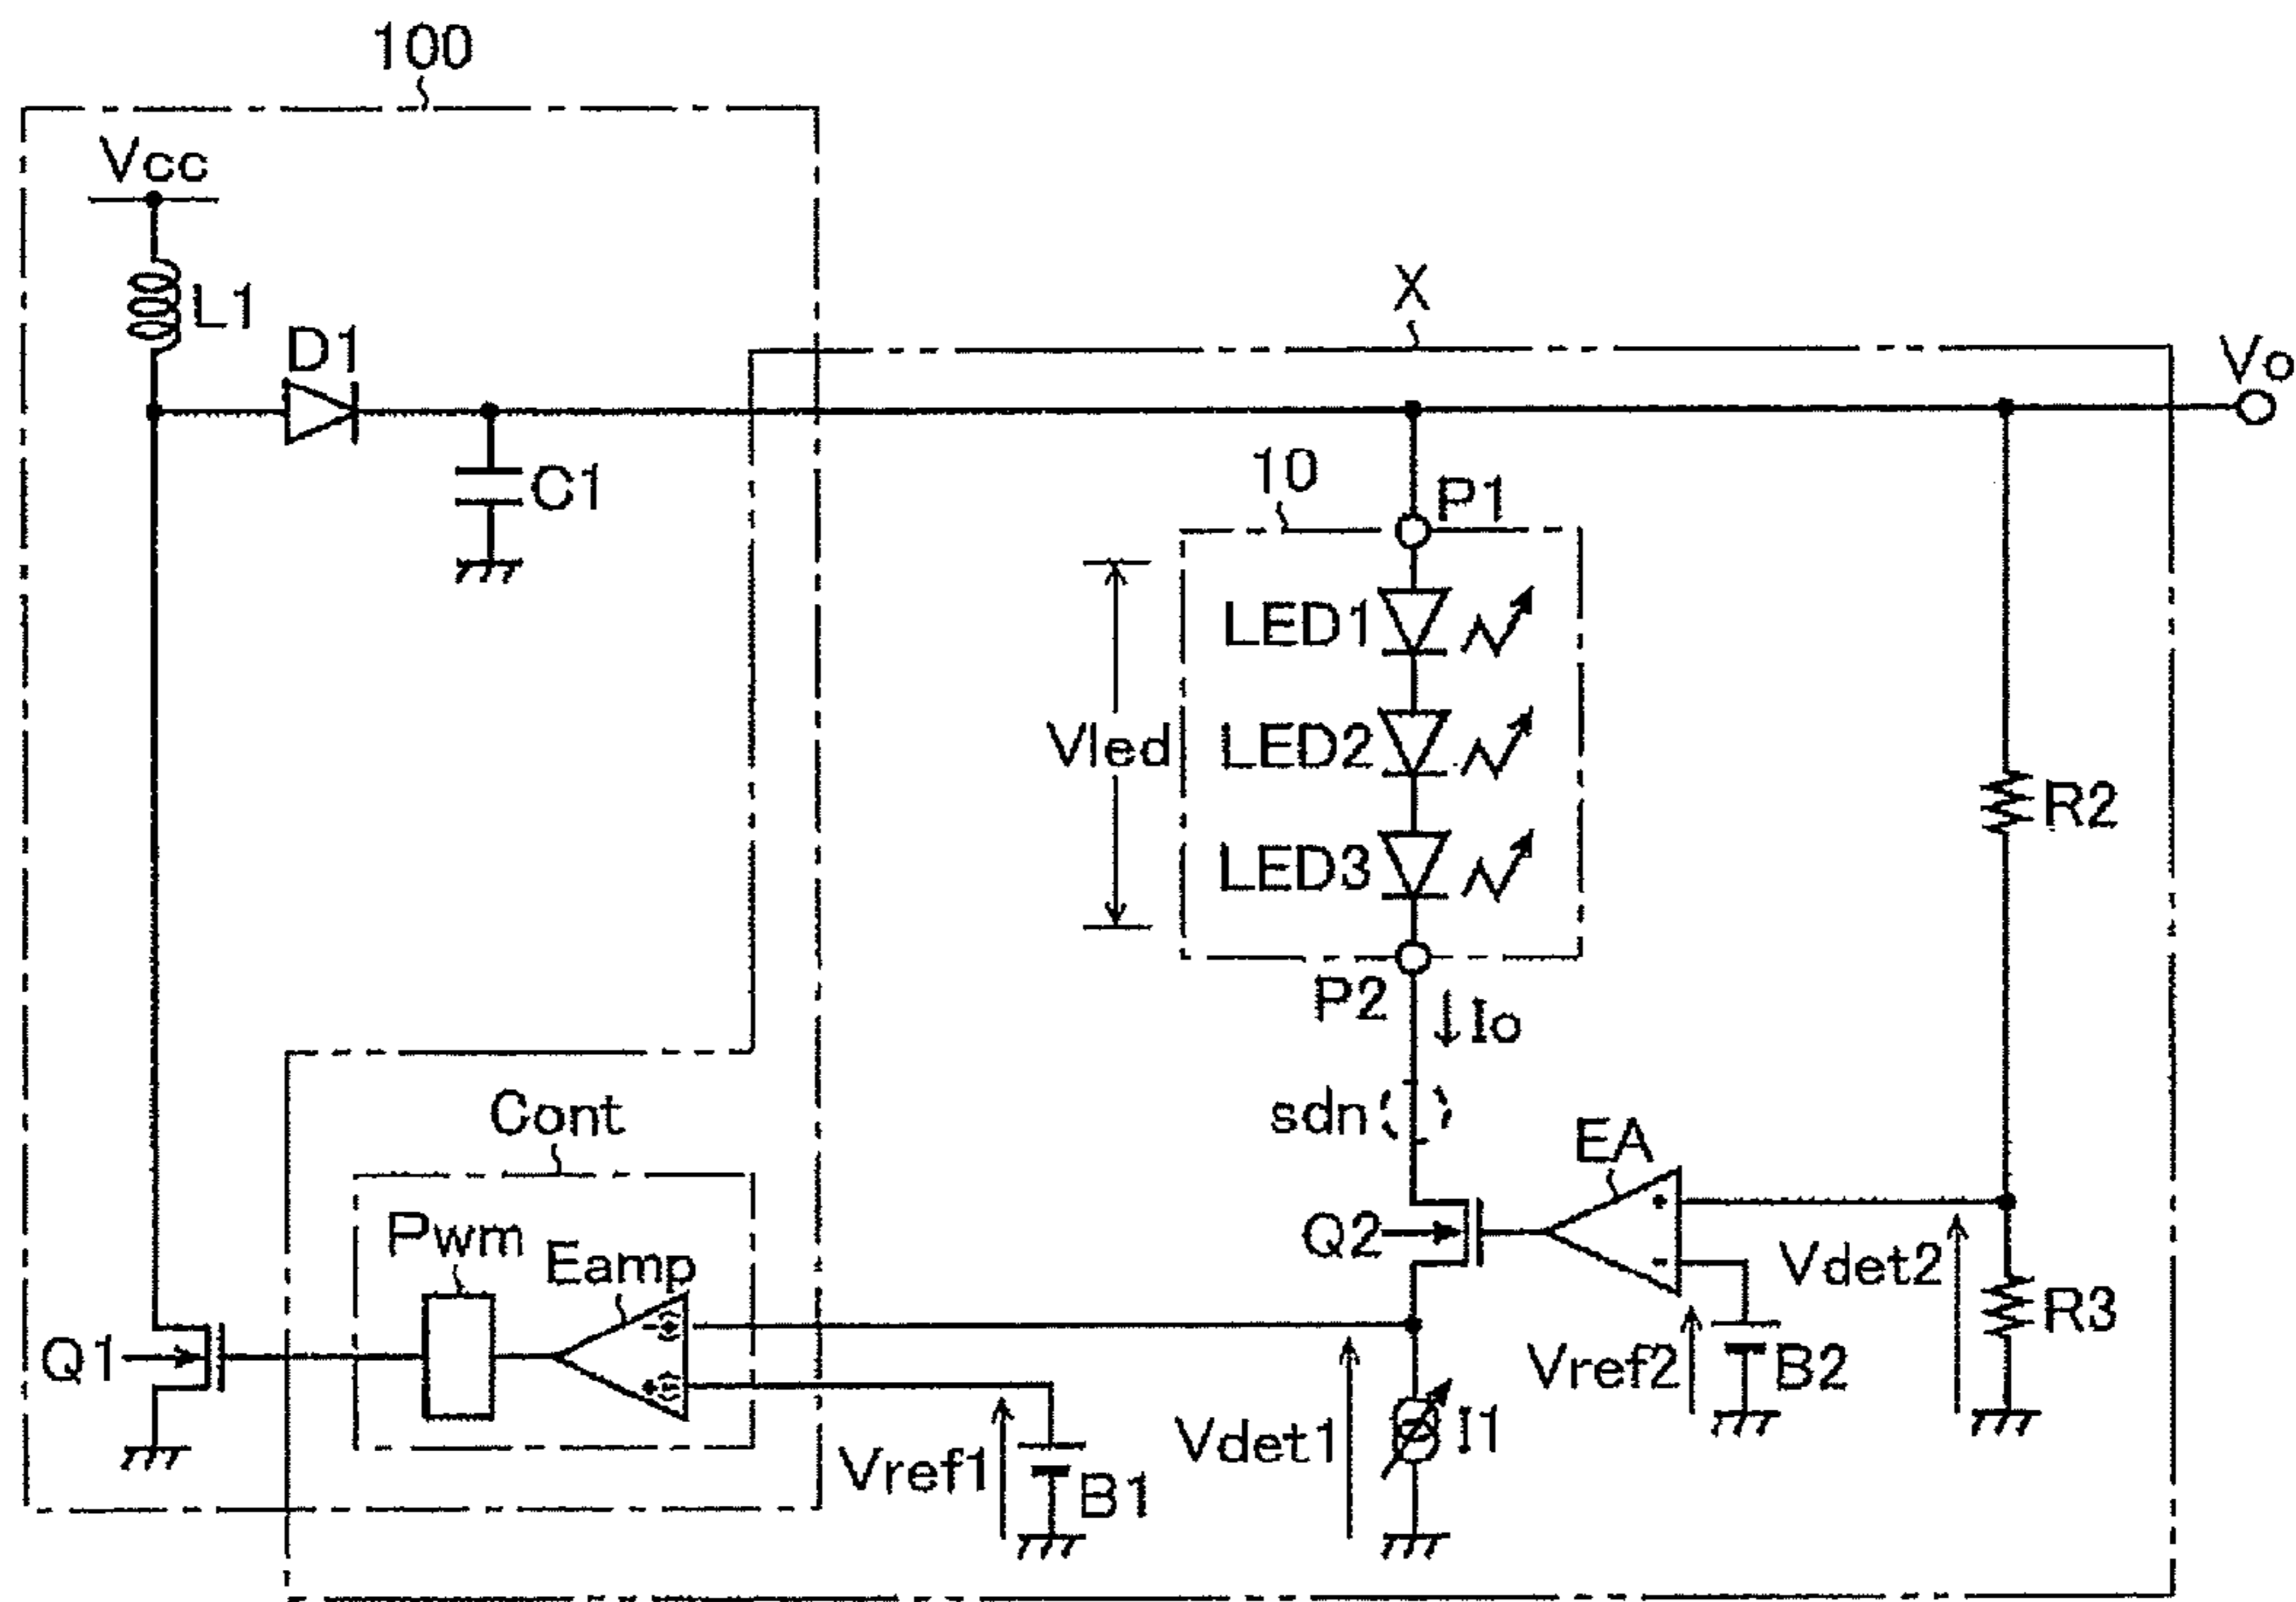 100
Vcc
L1
D1
C1
X
Vo
10
P1
LED1
Vled
LED2
LED3
R2
P2
Io
sdn
Cont
EA
Pwm
Eamp
Q2
+
-
Vdet2
R3
Q1
-(+)
+(-)
Vref2
B2
Vref1
B1
Vdet1
I1